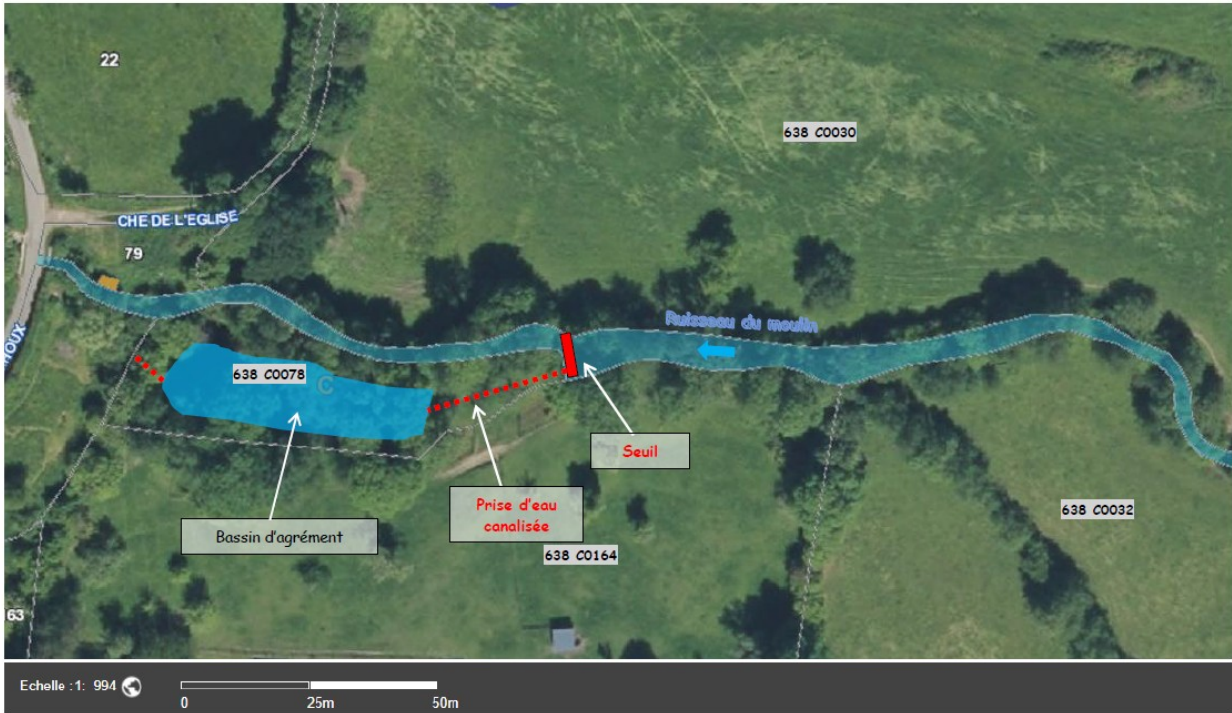 22
638 C0030
CHE DE L'EGLISE
79
Ruisseau du moulin
638 C0078
C
Seuil
Prise d'eau
canalisée
638 C0032
Bassin d'agrément
638 C0164
63
Echelle :1: 994
0 25m 50m